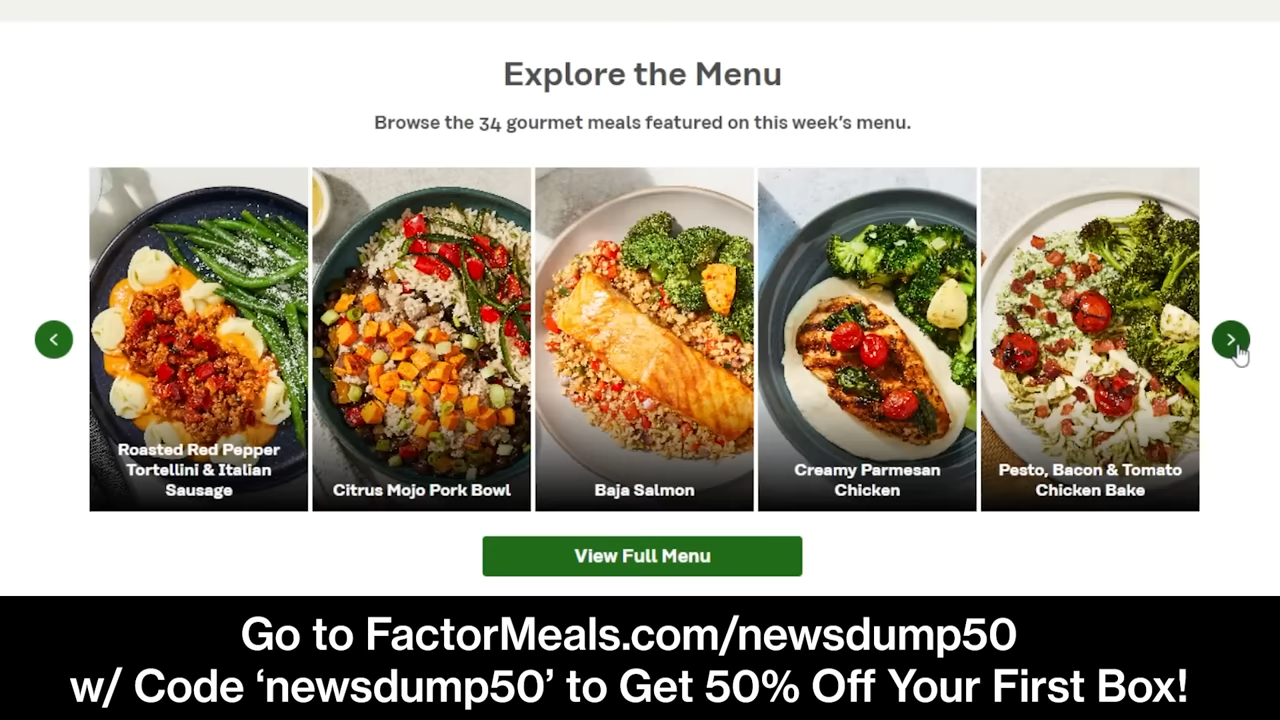 Explore the Menu
Browse the 34 gourmet meals featured on this week's menu.
Roasted Red Pepper
Tortellini & Italian
Sausage
Citrus Mojo Pork Bowl
Baja Salmon
Creamy Parmesan
Chicken
Pesto, Bacon & Tomato
Chicken Bake
View Full Menu
Go to FactorMeals.com/newsdump50
w/ Code ‘newsdump50’ to Get 50% Off Your First Box!